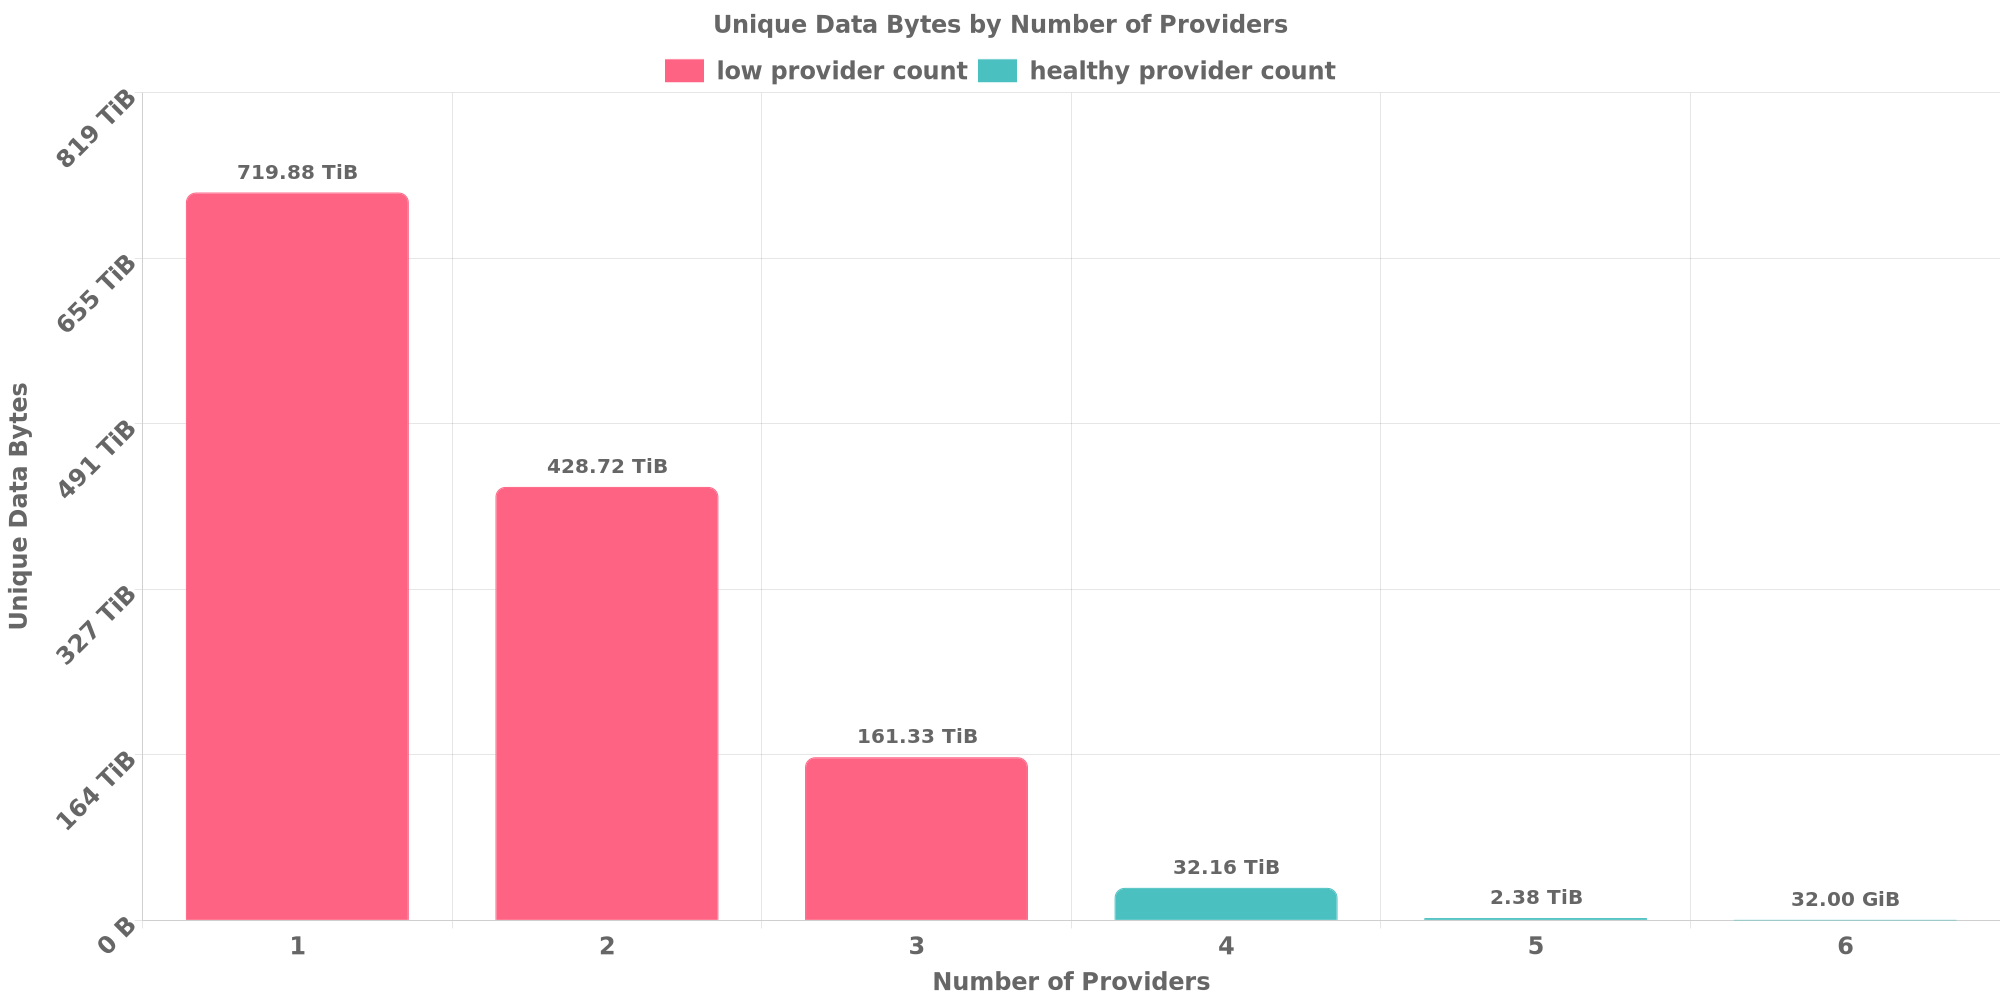 Unique Data Bytes by Number of Providers
low provider count healthy provider count
819 TiB
655 TiB
491 TiB
327 TiB
164 TiB
0 B
Unique Data Bytes
719.88 TiB
428.72 TiB
161.33 TiB
32.16 TiB
2.38 TiB
32.00 GiB
1 2 3 4 5 6
Number of Providers